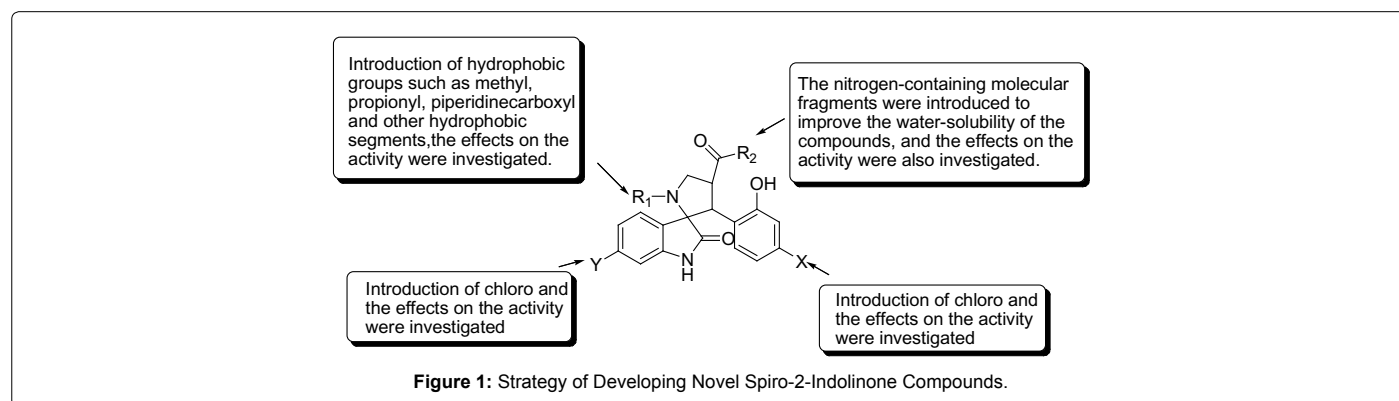 Introduction of hydrophobic
groups such as methyl,
propionyl, piperidinecarboxyl
and other hydrophobic
segments,the effects on the
activity were investigated.
The nitrogen-containing molecular
fragments were introduced to
improve the water-solubility of the
compounds, and the effects on the
activity were also investigated.
O
R2
OH
R1
N
O
Y
N
H
X
Introduction of chloro and
the effects on the activity
were investigated
Introduction of chloro and
the effects on the activity
were investigated
Figure 1: Strategy of Developing Novel Spiro-2-Indolinone Compounds.